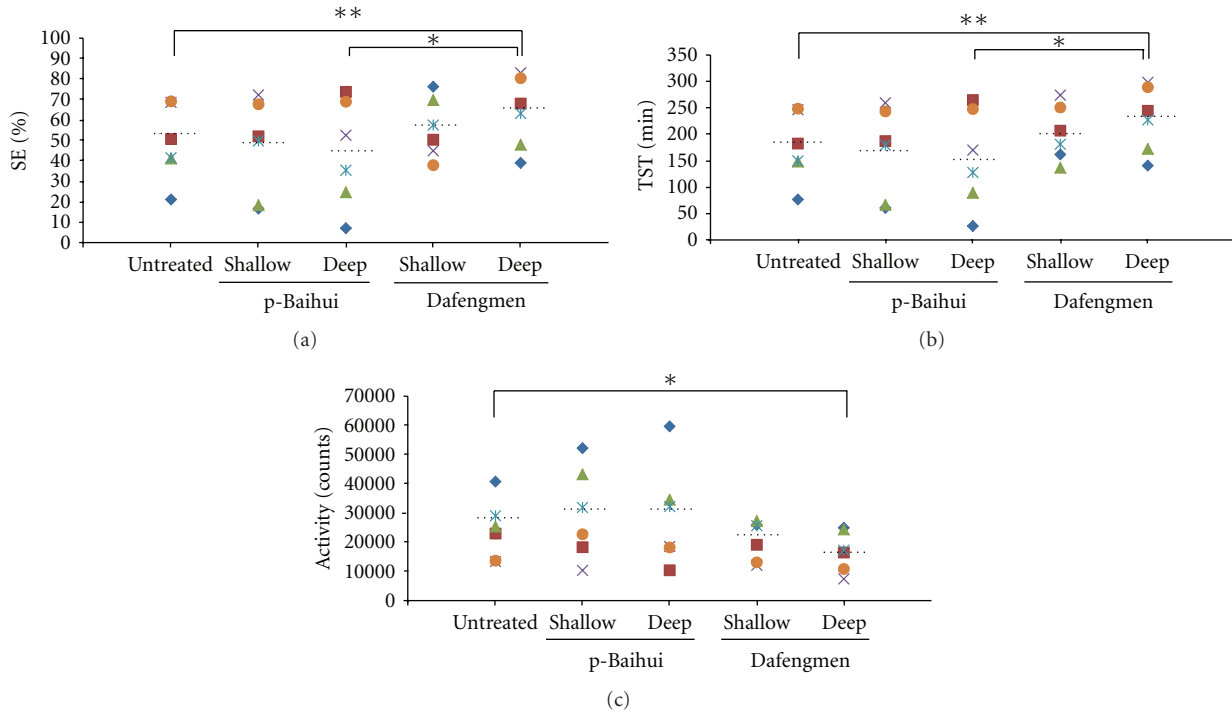 **
*
100
90
80
70
60
50
40
30
20
10
0
SE (%)
Untreated Shallow Deep Shallow Deep
p-Baihui Dafengmen
(a)
**
*
350
300
250
200
150
100
50
0
TST (min)
Untreated Shallow Deep Shallow Deep
p-Baihui Dafengmen
(b)
*
70000
60000
50000
40000
30000
20000
10000
0
Activity (counts)
Untreated Shallow Deep Shallow Deep
p-Baihui Dafengmen
(c)